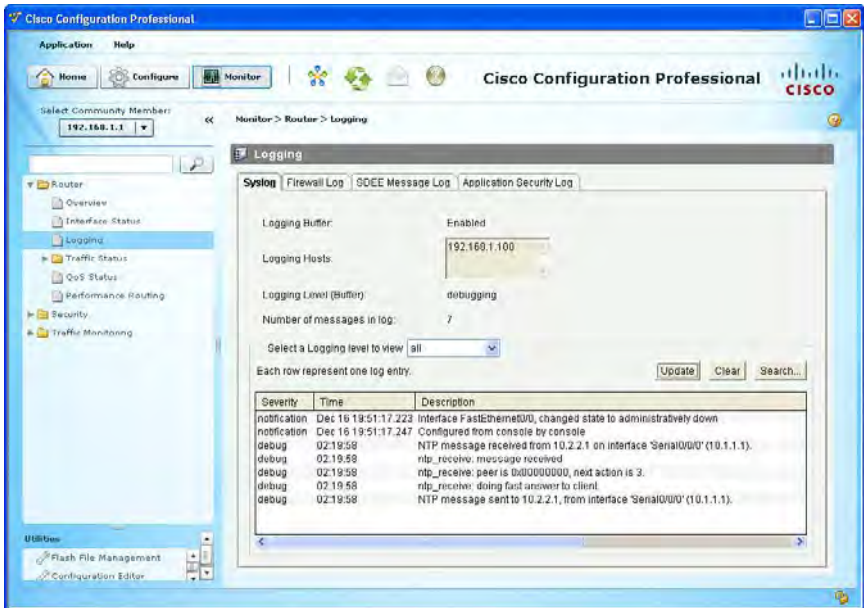 Cisco Configuration Professional
Application Help
Home Configure Monitor Cisco Configuration Professional CISCO
Select Community Member:
192.168.1.1
« Monitor > Router > Logging
Logging
Syslog Firewall Log SDEE Message Log Application Security Log
Router
Overview
Interface Status
Logging
Traffic Status
QoS Status
Performance Routing
Security
Traffic Monitoring
Logging Buffer: Enabled
Logging Hosts: 192.168.1.100
Logging Level (Buffer): debugging
Number of messages in log: 7
Select a Logging level to view all
Each row represent one log entry.
Update Clear Search...
Severity Time Description
notification Dec 16 19:51:17.223 Interface FastEthernet0/0, changed state to administratively down
notification Dec 16 19:51:17.247 Configured from console by console
debug 02:19:58 NTP message received from 10.2.2.1 on interface 'Serial0/0/0' (10.1.1.1).
debug 02:19:58 ntp_receive: message received
debug 02:19:58 ntp_receive: peer is 0x00000000, next action is 3.
debug 02:19:58 ntp_receive: doing fast answer to client.
debug 02:19:58 NTP message sent to 10.2.2.1, from interface 'Serial0/0/0' (10.1.1.1).
Utilities
Flash File Management
Configuration Editor